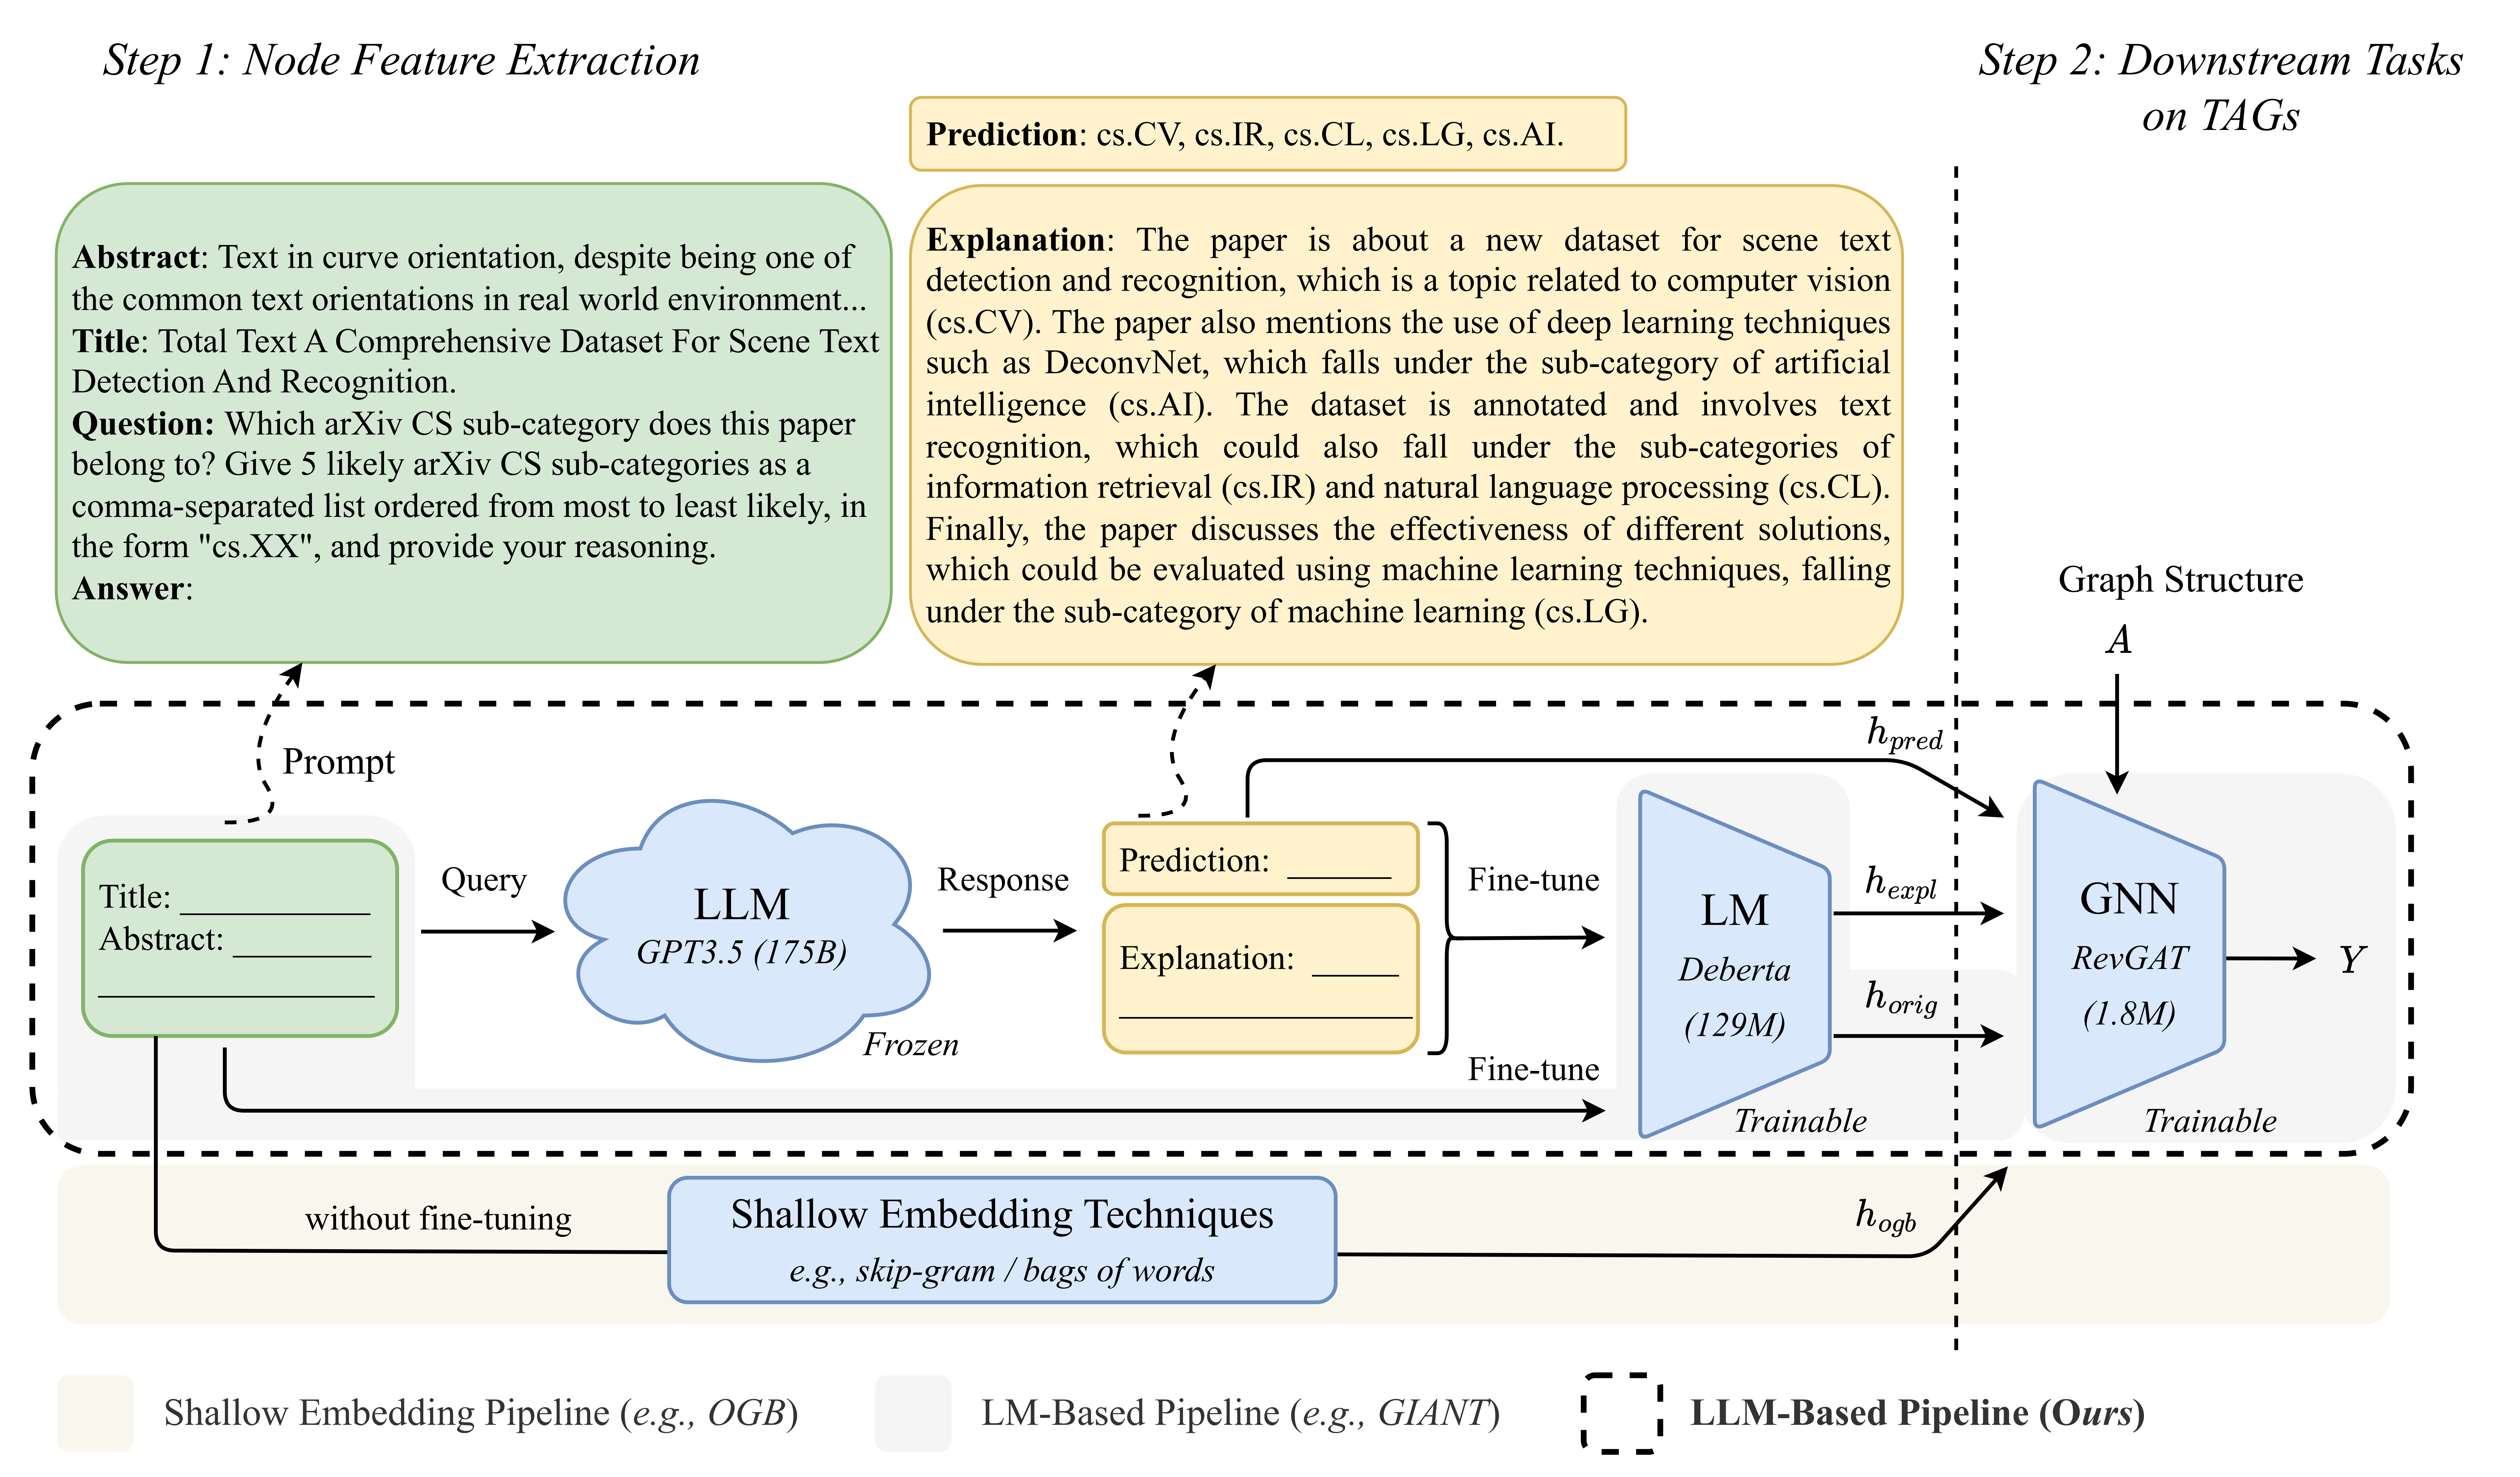 Step 1: Node Feature Extraction
Step 2: Downstream Tasks
on TAGs
Prediction: cs.CV, cs.IR, cs.CL, cs.LG, cs.AI.
Abstract: Text in curve orientation, despite being one of
the common text orientations in real world environment...
Title: Total Text A Comprehensive Dataset For Scene Text
Detection And Recognition.
Question: Which arXiv CS sub-category does this paper
belong to? Give 5 likely arXiv CS sub-categories as a
comma-separated list ordered from most to least likely, in
the form "cs.XX", and provide your reasoning.
Answer:
Explanation: The paper is about a new dataset for scene text
detection and recognition, which is a topic related to computer vision
(cs.CV). The paper also mentions the use of deep learning techniques
such as DeconvNet, which falls under the sub-category of artificial
intelligence (cs.AI). The dataset is annotated and involves text
recognition, which could also fall under the sub-categories of
information retrieval (cs.IR) and natural language processing (cs.CL).
Finally, the paper discusses the effectiveness of different solutions,
which could be evaluated using machine learning techniques, falling
under the sub-category of machine learning (cs.LG).
Graph Structure
A
Prompt
Title:
Abstract:
Query
LLM
GPT3.5 (175B)
Frozen
Response
Prediction:
Explanation:
Fine-tune
Fine-tune
LM
Deberta
(129M)
Trainable
h_pred
h_expl
h_orig
GNN
RevGAT
(1.8M)
Trainable
Y
without fine-tuning
Shallow Embedding Techniques
e.g., skip-gram / bags of words
h_ogb
Shallow Embedding Pipeline (e.g., OGB)
LM-Based Pipeline (e.g., GIANT)
LLM-Based Pipeline (Ours)